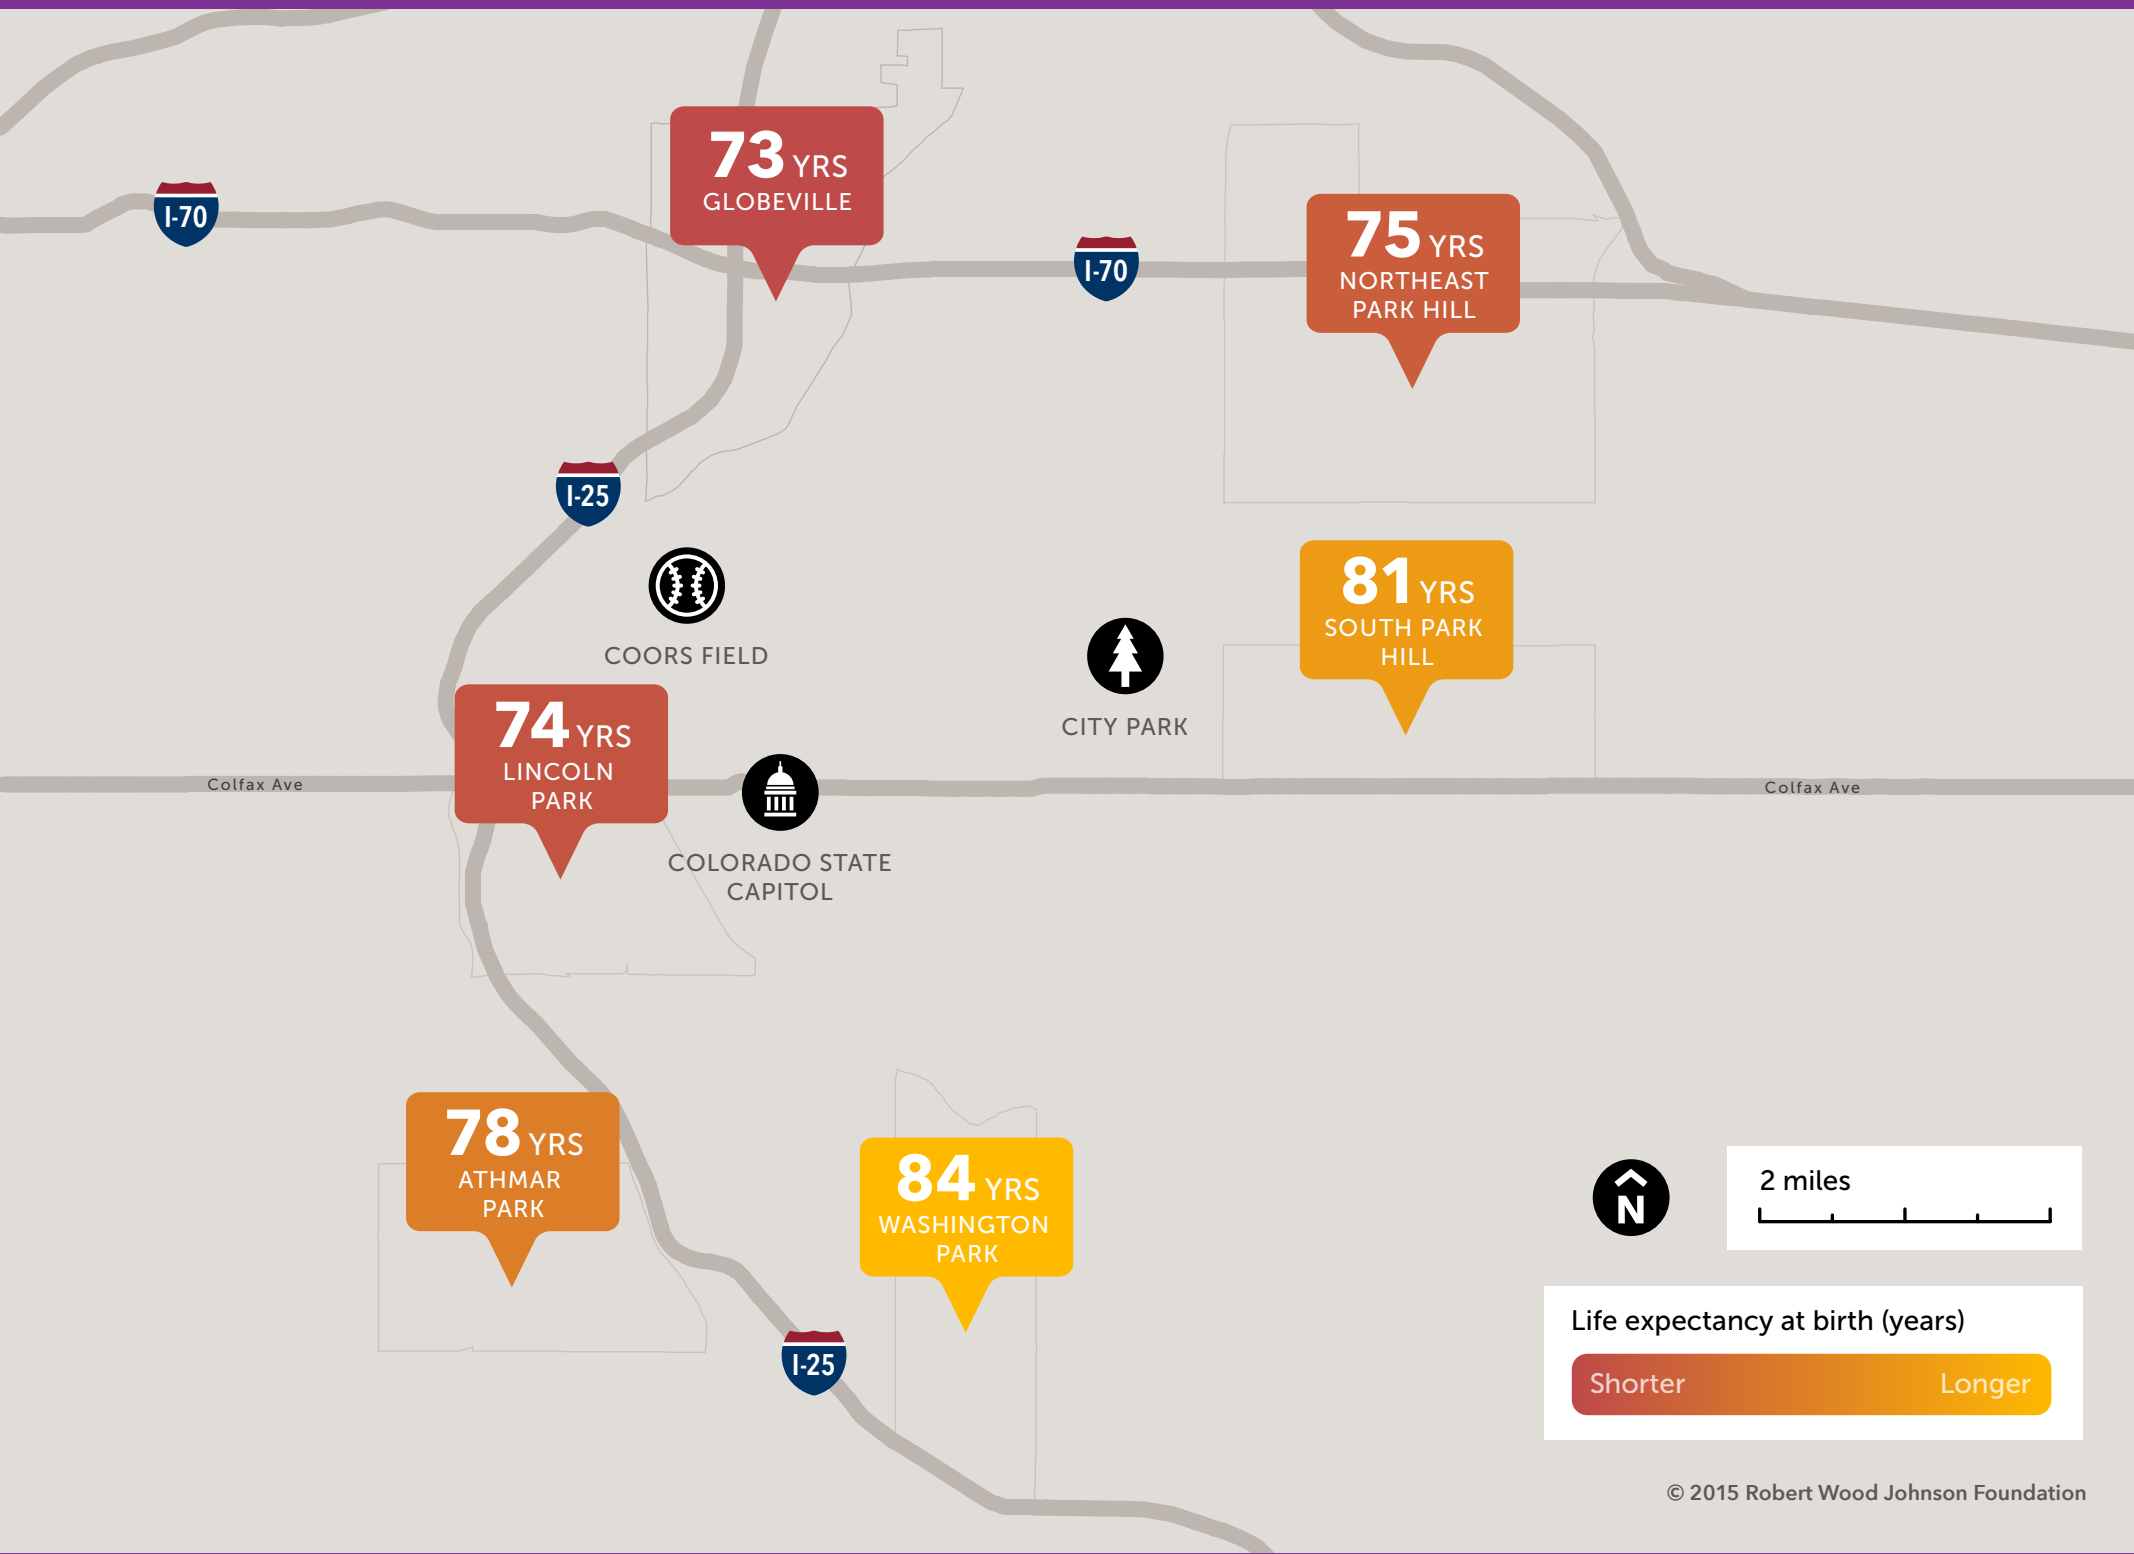 73 YRS
GLOBEVILLE
I-70
75 YRS
NORTHEAST
PARK HILL
I-70
I-25
81 YRS
SOUTH PARK
HILL
COORS FIELD
CITY PARK
74 YRS
LINCOLN
PARK
Colfax Ave
Colfax Ave
COLORADO STATE
CAPITOL
78 YRS
ATHMAR
PARK
84 YRS
WASHINGTON
PARK
N
2 miles
I-25
Life expectancy at birth (years)
Shorter Longer
© 2015 Robert Wood Johnson Foundation